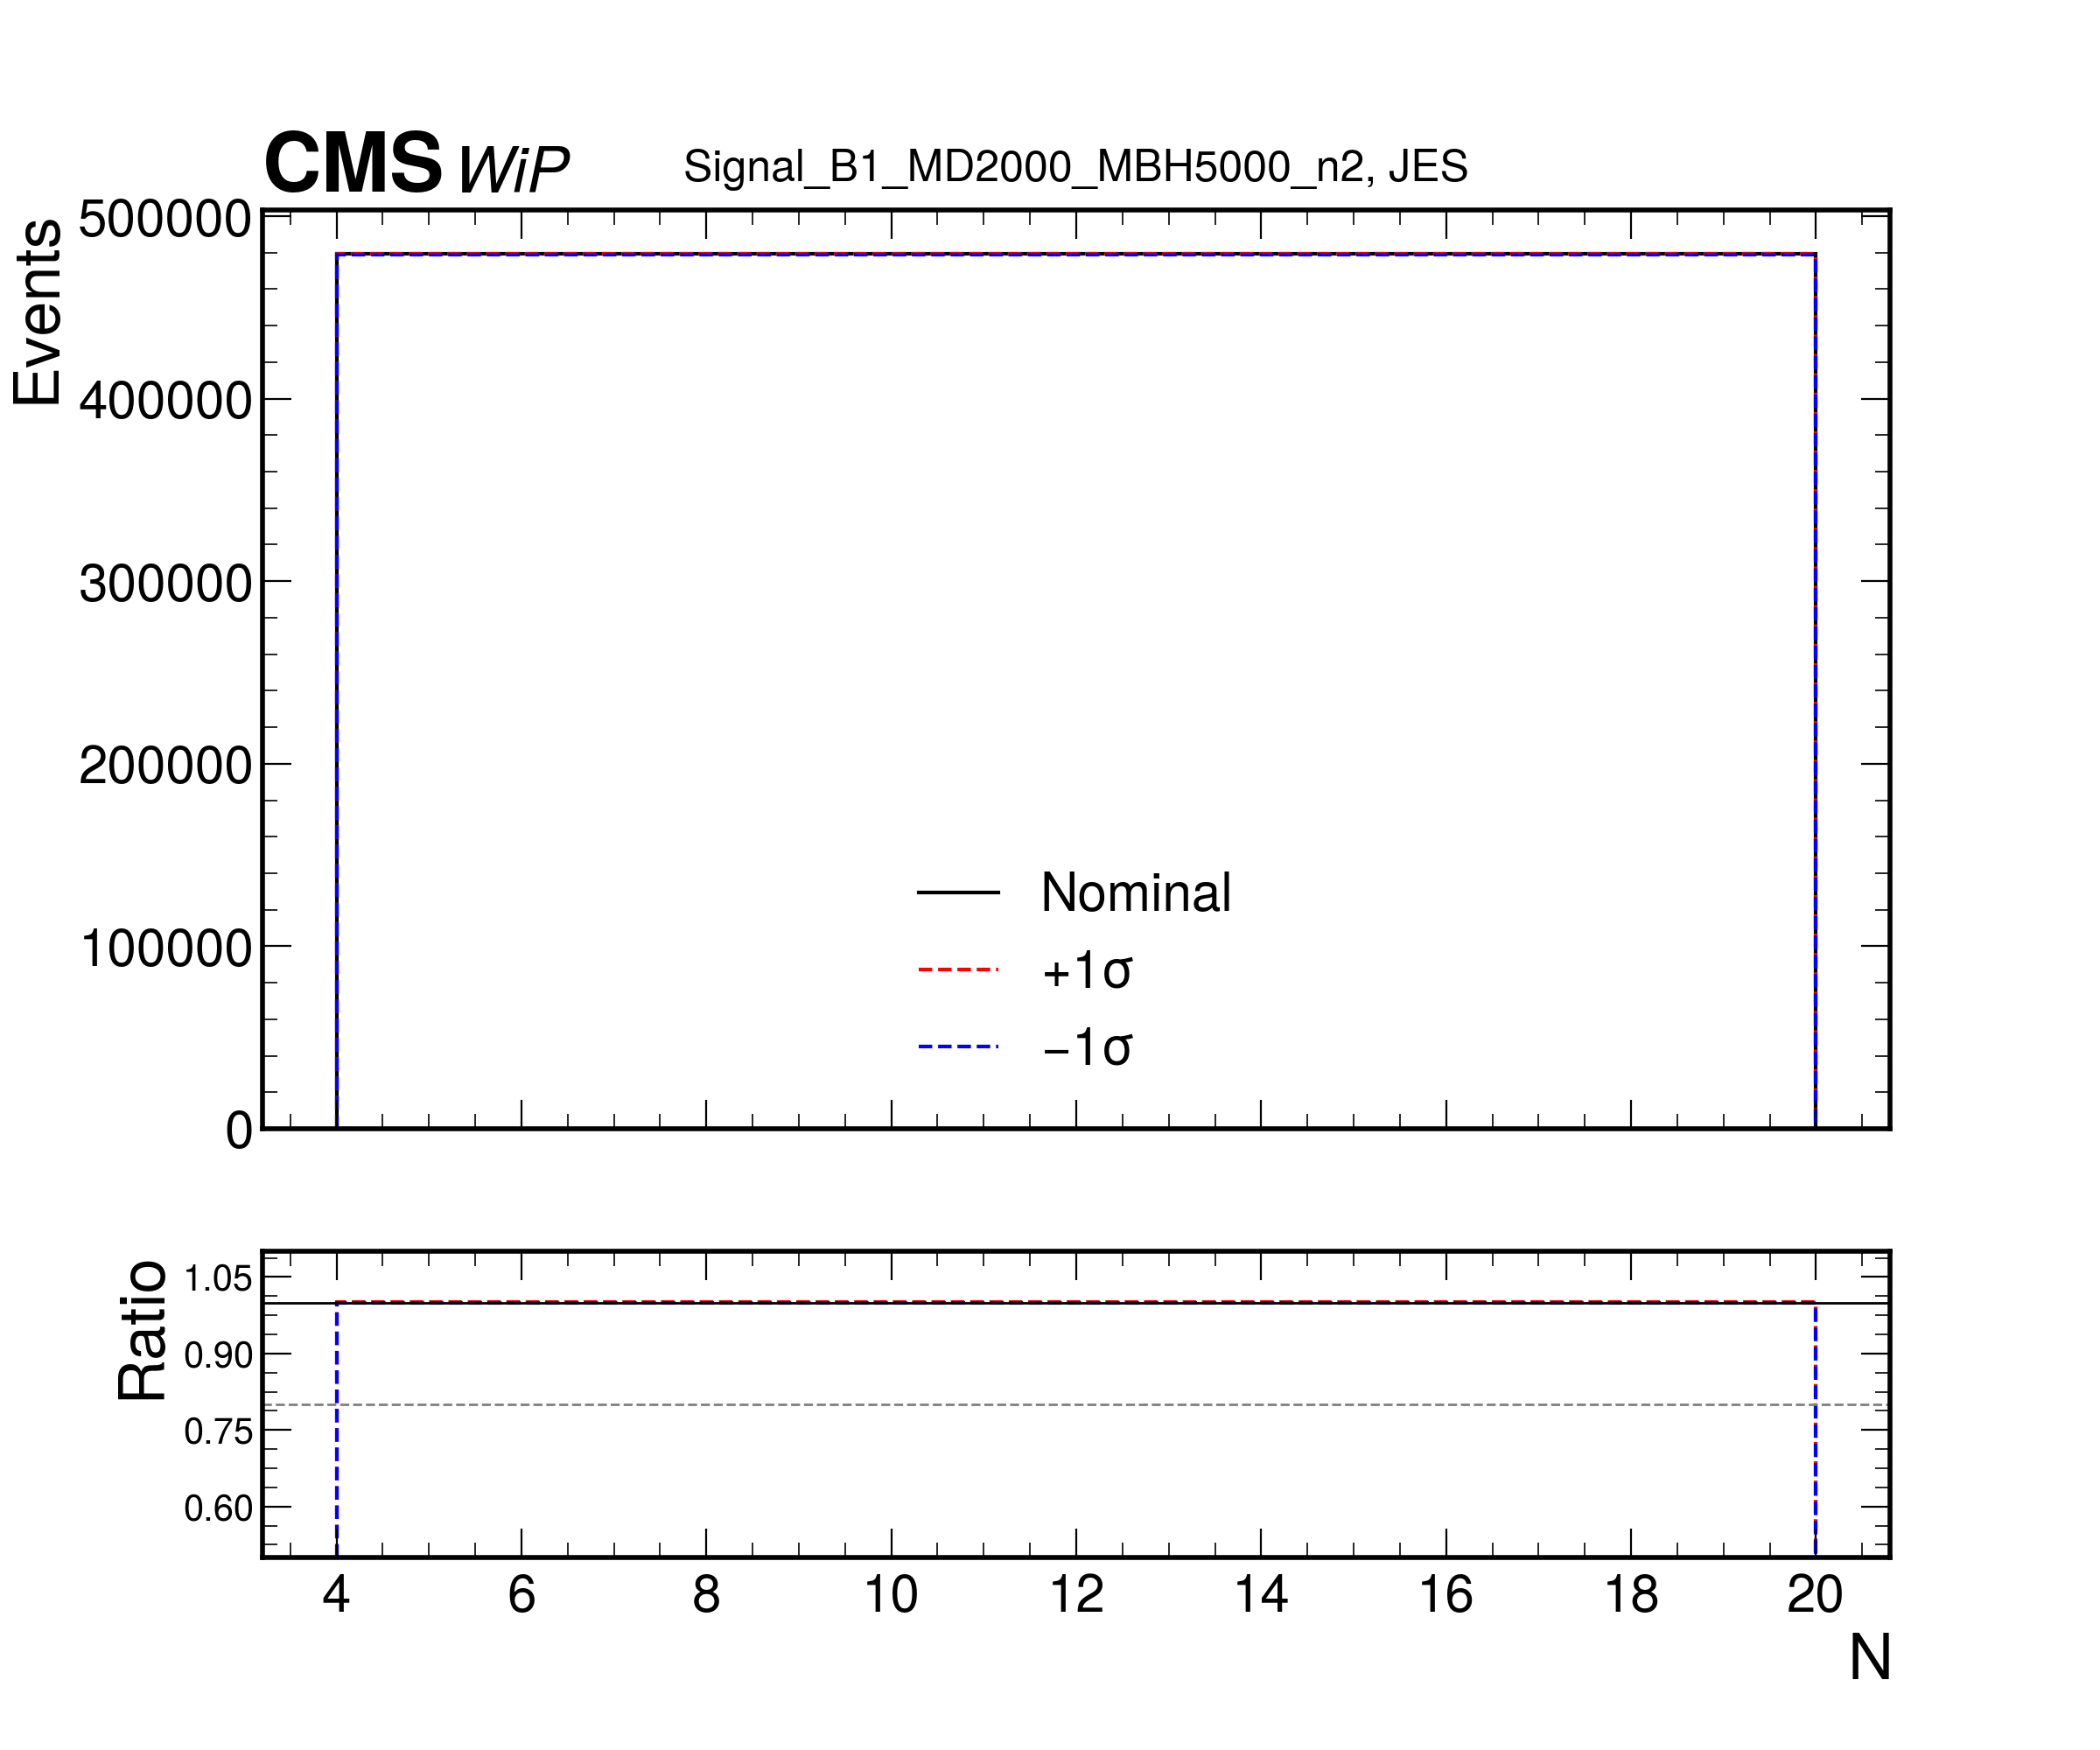 CMS WiP
Signal_B1_MD2000_MBH5000_n2, JES
Events
500000
400000
300000
200000
100000
0
Nominal
+1σ
−1σ
Ratio
1.05
0.90
0.75
0.60
4 6 8 10 12 14 16 18 20
N